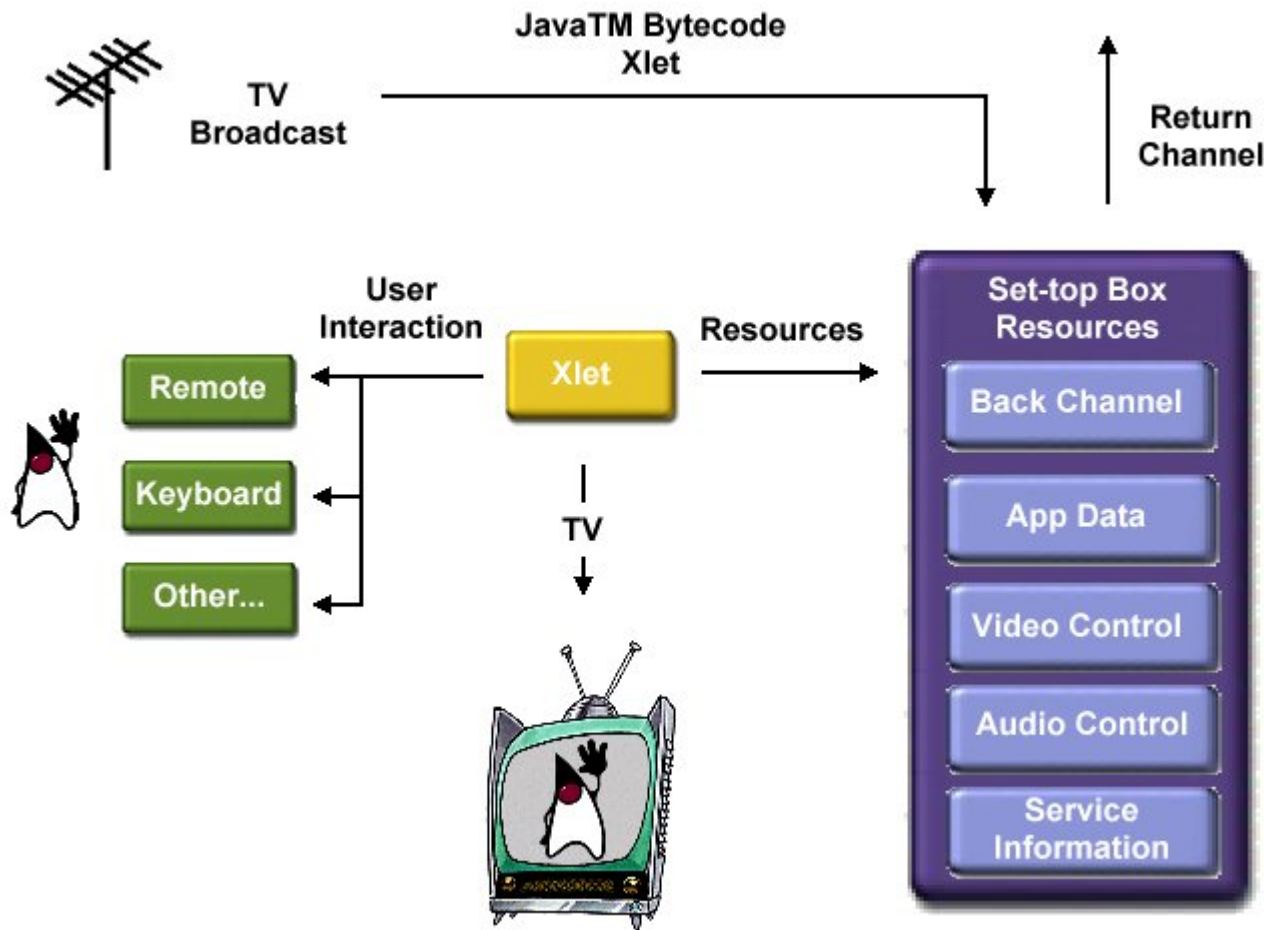 JavaTM Bytecode
Xlet
TV
Broadcast
Return
Channel
User
Interaction
Xlet
Resources
Remote
Keyboard
Other...
TV
Set-top Box
Resources
Back Channel
App Data
Video Control
Audio Control
Service
Information